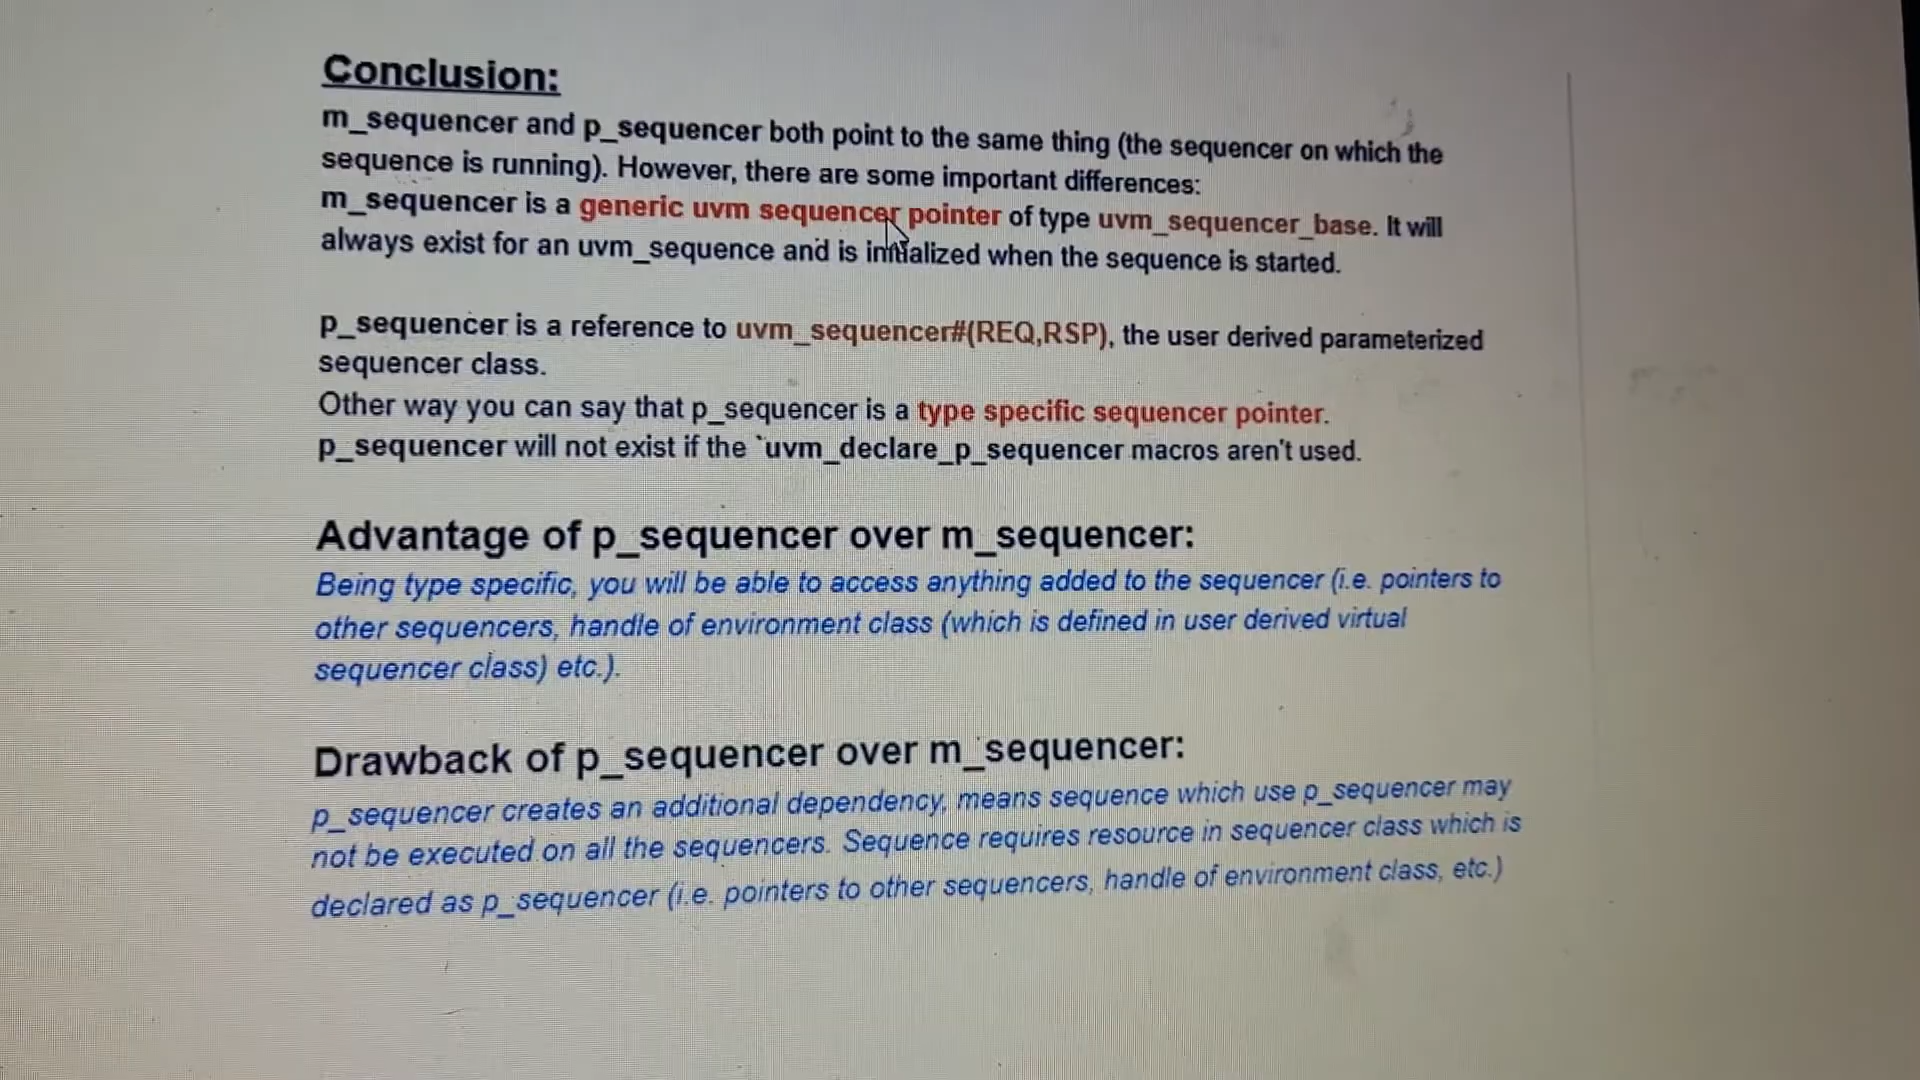 Conclusion:
m_sequencer and p_sequencer both point to the same thing (the sequencer on which the
sequence is running). However, there are some important differences:
m_sequencer is a generic uvm sequencer pointer of type uvm_sequencer_base. It will
always exist for an uvm_sequence and is initialized when the sequence is started.
p_sequencer is a reference to uvm_sequencer#(REQ,RSP), the user derived parameterized
sequencer class.
Other way you can say that p_sequencer is a type specific sequencer pointer.
p_sequencer will not exist if the `uvm_declare_p_sequencer macros aren't used.
Advantage of p_sequencer over m_sequencer:
Being type specific, you will be able to access anything added to the sequencer (i.e. pointers to
other sequencers, handle of environment class (which is defined in user derived virtual
sequencer class) etc.).
Drawback of p_sequencer over m_sequencer:
p_sequencer creates an additional dependency, means sequence which use p_sequencer may
not be executed on all the sequencers. Sequence requires resource in sequencer class which is
declared as p_sequencer (i.e. pointers to other sequencers, handle of environment class, etc.)